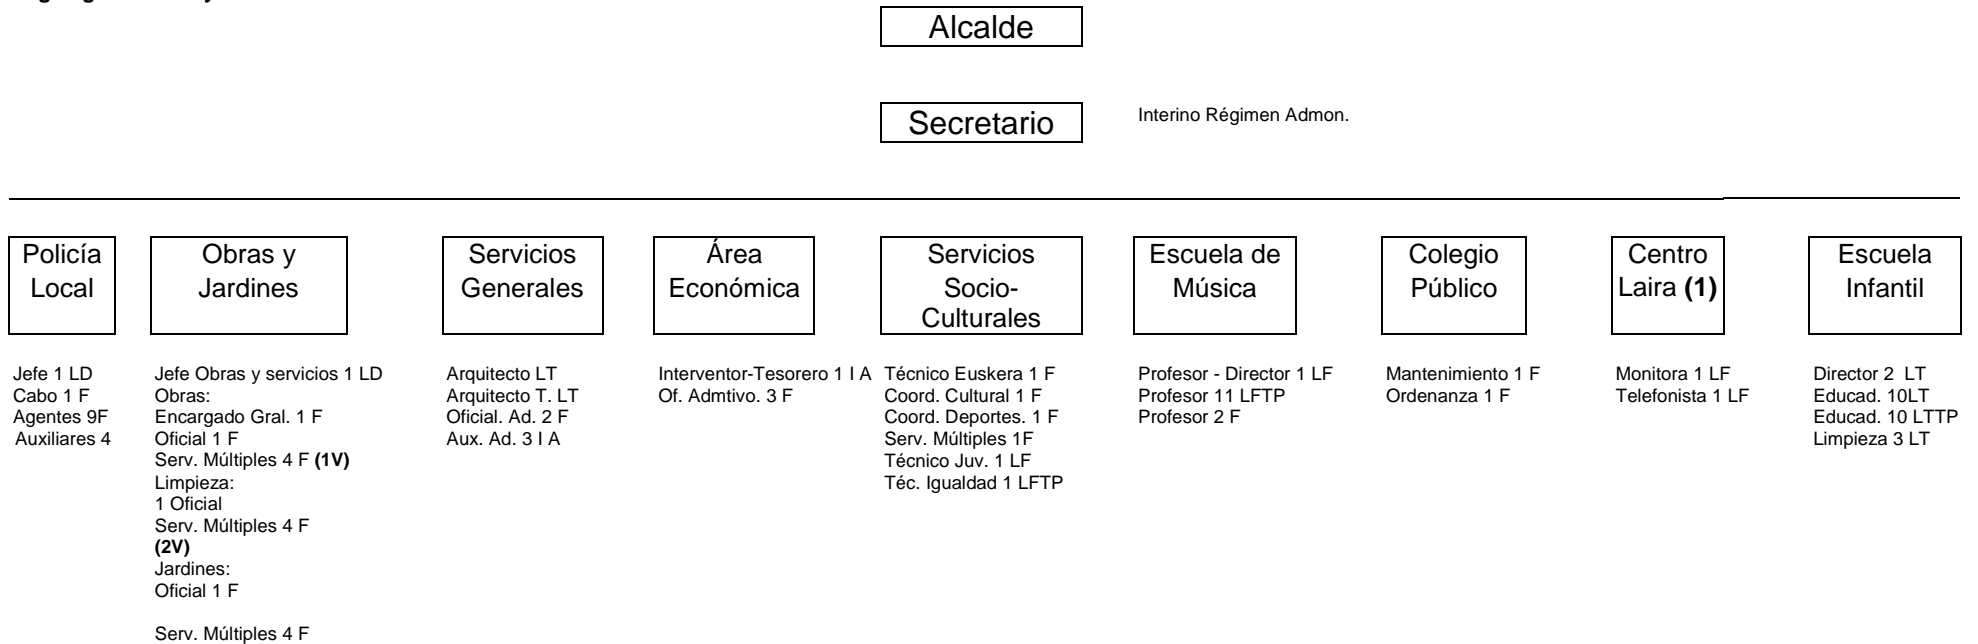 Alcalde
Secretario
Interino Régimen Admon.
Policía
Local
Obras y
Jardines
Servicios
Generales
Área
Económica
Servicios
Socio-
Culturales
Escuela de
Música
Colegio
Público
Centro
Laira (1)
Escuela
Infantil
Jefe 1 LD
Cabo 1 F
Agentes 9F
Auxiliares 4
Jefe Obras y servicios 1 LD
Obras:
Encargado Gral. 1 F
Oficial 1 F
Serv. Múltiples 4 F (1V)
Limpieza:
1 Oficial
Serv. Múltiples 4 F
(2V)
Jardines:
Oficial 1 F
Serv. Múltiples 4 F
Arquitecto LT
Arquitecto T. LT
Oficial. Ad. 2 F
Aux. Ad. 3 I A
Interventor-Tesorero 1 I A
Of. Admtivo. 3 F
Técnico Euskera 1 F
Coord. Cultural 1 F
Coord. Deportes. 1 F
Serv. Múltiples 1F
Técnico Juv. 1 LF
Téc. Igualdad 1 LFTP
Profesor - Director 1 LF
Profesor 11 LFTP
Profesor 2 F
Mantenimiento 1 F
Ordenanza 1 F
Monitora 1 LF
Telefonista 1 LF
Director 2 LT
Educad. 10LT
Educad. 10 LTTP
Limpieza 3 LT